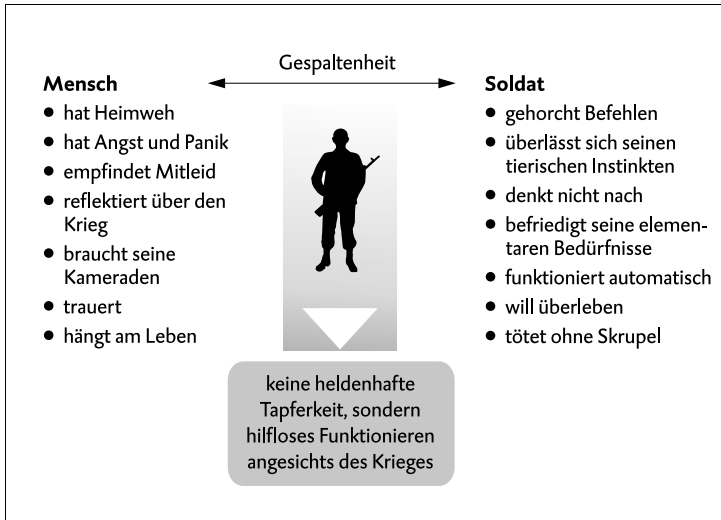 Gespaltenheit
Mensch
• hat Heimweh
• hat Angst und Panik
• empfindet Mitleid
• reflektiert über den
Krieg
• braucht seine
Kameraden
• trauert
• hängt am Leben
Soldat
• gehorcht Befehlen
• überlässt sich seinen
tierischen Instinkten
• denkt nicht nach
• befriedigt seine elemen-
taren Bedürfnisse
• funktioniert automatisch
• will überleben
• tötet ohne Skrupel
keine heldenhafte
Tapferkeit, sondern
hilfloses Funktionieren
angesichts des Krieges